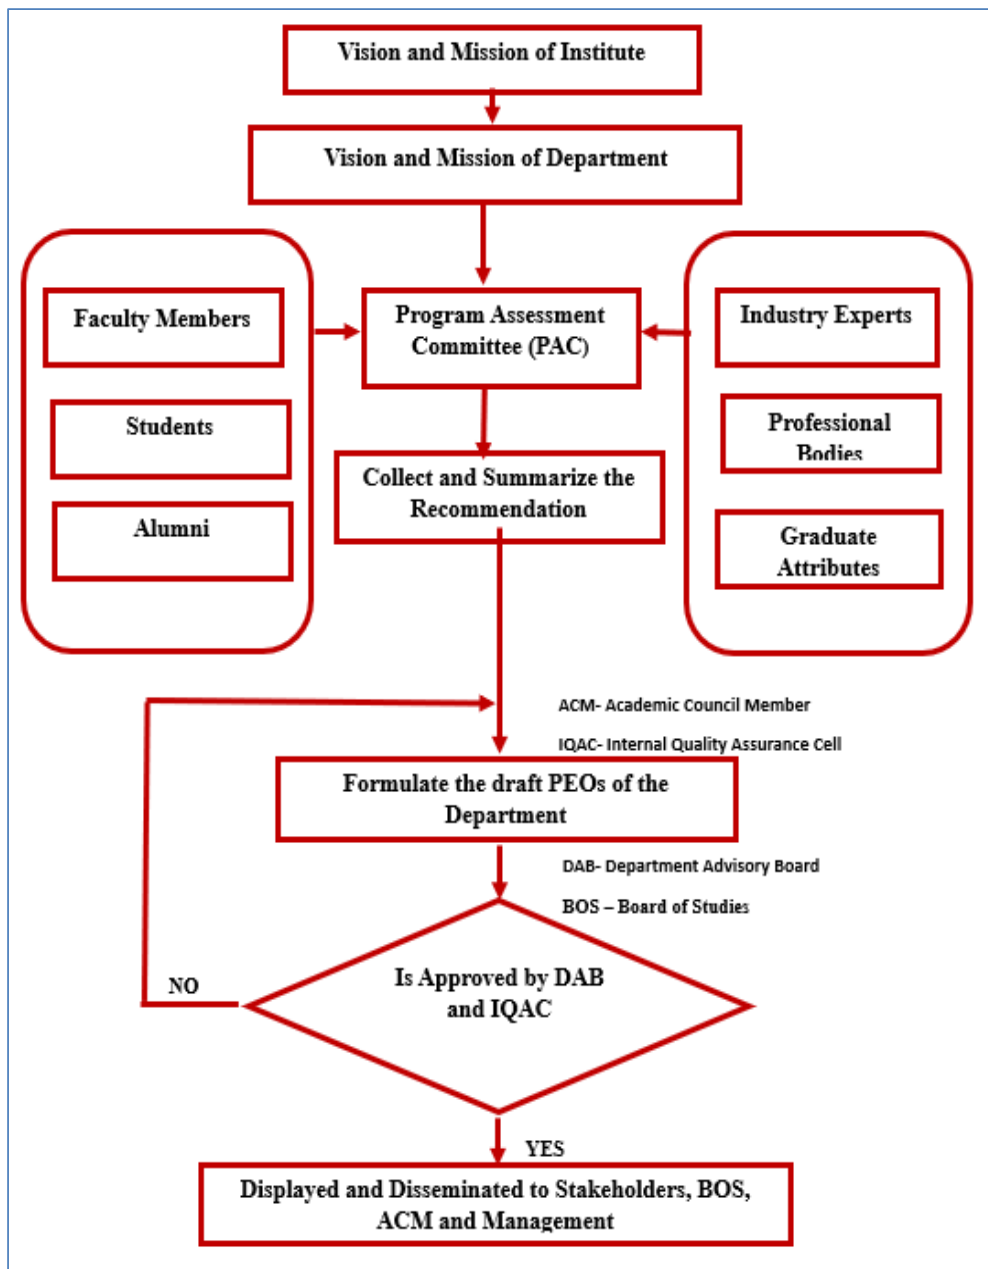 Vision and Mission of Institute
Vision and Mission of Department
Faculty Members
Students
Alumni
Program Assessment
Committee (PAC)
Industry Experts
Professional
Bodies
Graduate
Attributes
Collect and Summarize the
Recommendation
ACM- Academic Council Member
IQAC- Internal Quality Assurance Cell
Formulate the draft PEOs of the
Department
DAB- Department Advisory Board
BOS – Board of Studies
Is Approved by DAB
and IQAC
NO
YES
Displayed and Disseminated to Stakeholders, BOS,
ACM and Management